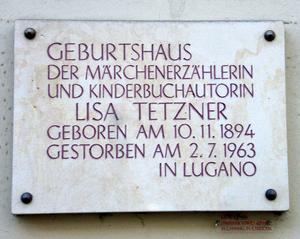 GEBURTSHAUS
DER MÄRCHENERZÄHLERIN
UND KINDERBUCHAUTORIN
LISA TETZNER
GEBOREN AM 10. 11. 1894
GESTORBEN AM 2. 7. 1963
IN LUGANO